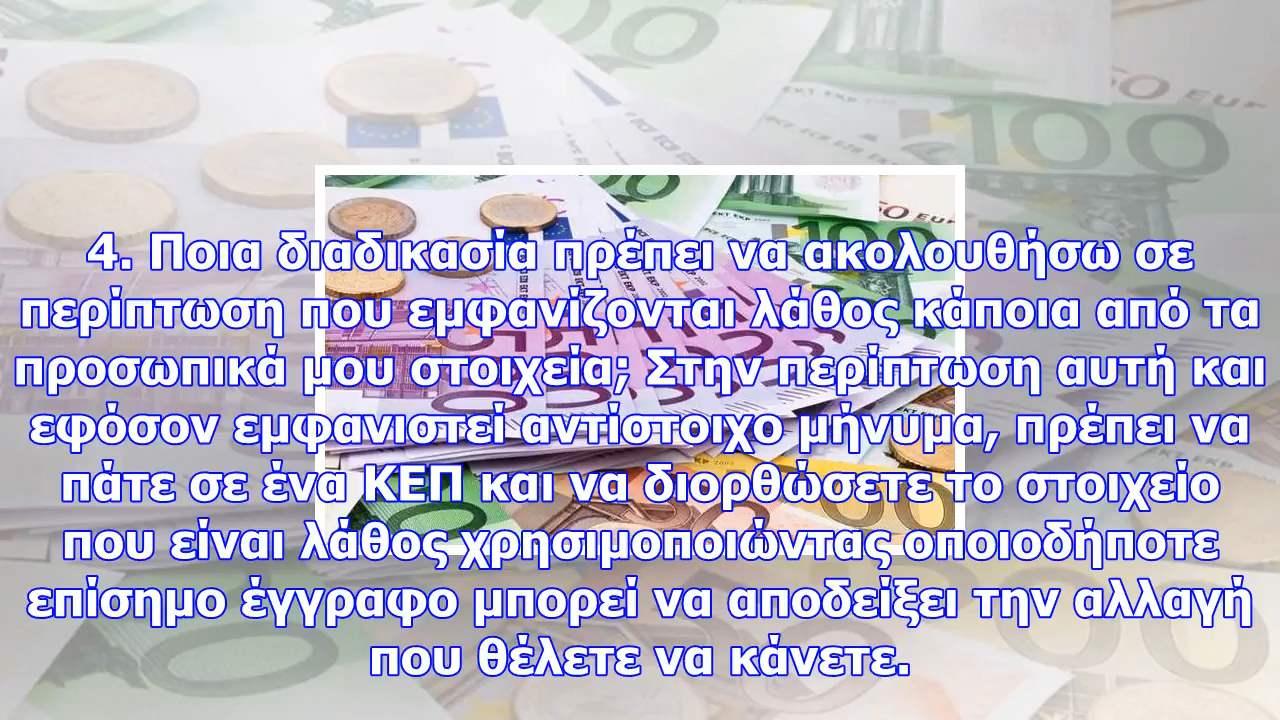 4. Ποια διαδικασία πρέπει να ακολουθήσω σε
περίπτωση που εμφανίζονται λάθος κάποια από τα
προσωπικά μου στοιχεία; Στην περίπτωση αυτή και
εφόσον εμφανιστεί αντίστοιχο μήνυμα, πρέπει να
πάτε σε ένα ΚΕΠ και να διορθώσετε το στοιχείο
που είναι λάθος χρησιμοποιώντας οποιοδήποτε
επίσημο έγγραφο μπορεί να αποδείξει την αλλαγή
που θέλετε να κάνετε.